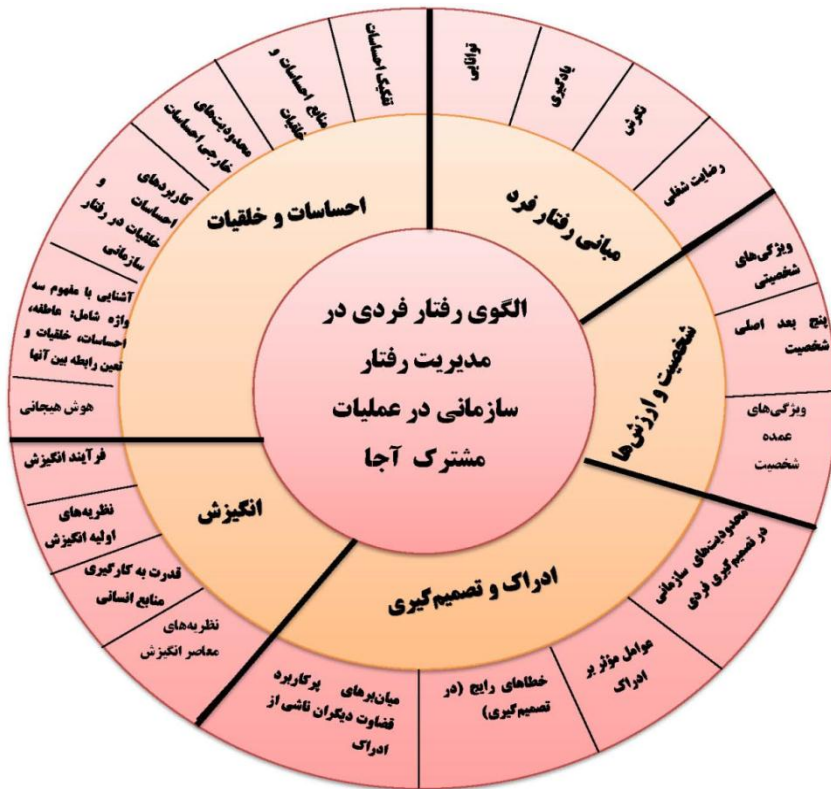 الگوی رفتار فردی در
مدیریت رفتار
سازمانی در عملیات
مشترک آجا
مبانی رفتار فرد
توانایی
یادگیری
نگرش
رضایت شغلی
شخصیت و ارزش‌ها
ویژگی‌های
شخصیتی
پنج بعد اصلی
شخصیت
ویژگی‌های
عمده
شخصیت
ادراک و تصمیم‌گیری
محدودیت‌های سازمانی
در تصمیم‌گیری فردی
عوامل مؤثر بر
ادراک
خطاهای رایج (در
تصمیم‌گیری)
میان‌برهای پرکاربرد
قضاوت دیگران ناشی از
ادراک
انگیزش
نظریه‌های
معاصر انگیزش
قدرت به کارگیری
منابع انسانی
نظریه‌های
اولیه انگیزش
فرآیند انگیزش
احساسات و خلقیات
هوش هیجانی
آشنایی با مفهوم سه
واژه شامل: عاطفه،
احساسات، خلقیات و
تعین رابطه بین آنها
کاربردهای
احساسات و
خلقیات در رفتار
سازمانی
محدودیت‌های
خارجی احساسات
منابع احساسات و
خلقیات
تفکیک احساسات